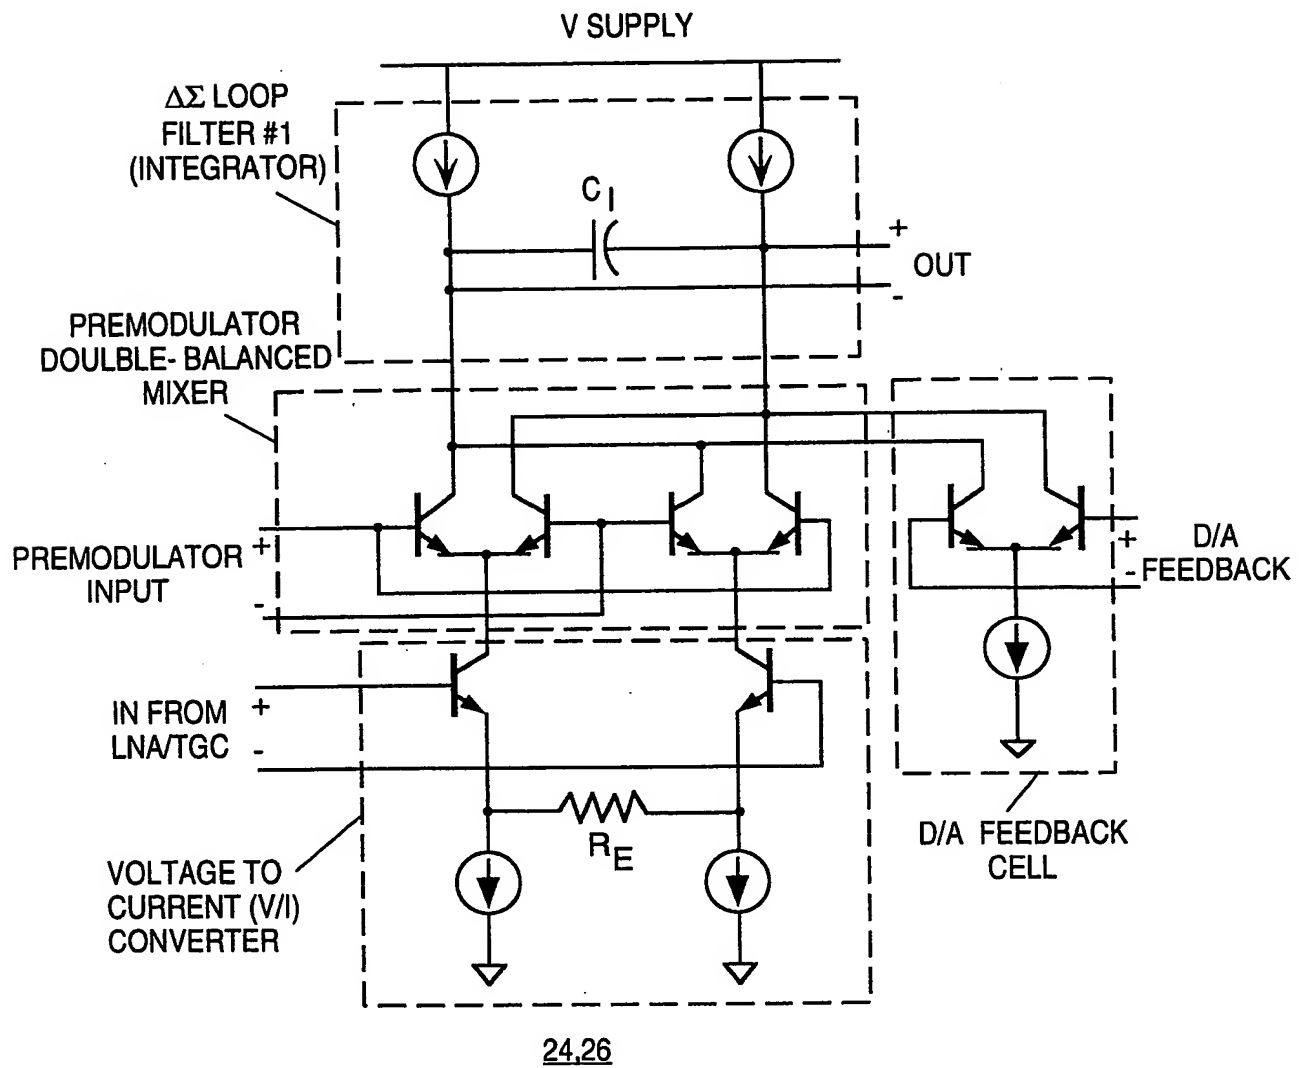 V SUPPLY
ΔΣ LOOP
FILTER #1
(INTEGRATOR)
C I
+
OUT
-
PREMODULATOR
DOULBLE- BALANCED
MIXER
PREMODULATOR
INPUT
+
-
+
-
D/A
FEEDBACK
IN FROM
LNA/TGC
+
-
R E
D/A FEEDBACK
CELL
VOLTAGE TO
CURRENT (V/I)
CONVERTER
24,26